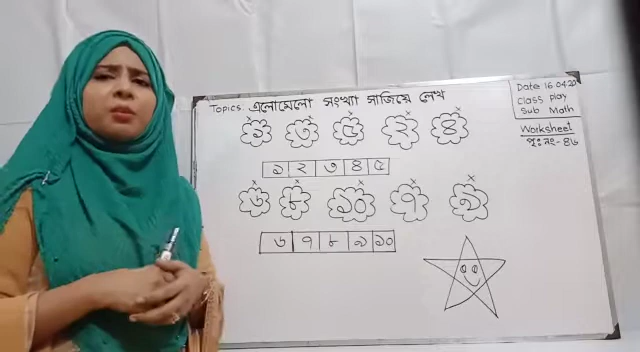 Topics: এলোমেলো সংখ্যা সাজিয়ে লেখ
Date 16.04.20
Class play
Sub Math
Worksheet
পৃ: নং- ৪৬
১ ৩ ৫ ২ ৪
১ ২ ৩ ৪ ৫
৬ ৮ ১০ ৭ ৯
৬ ৭ ৮ ৯ ১০